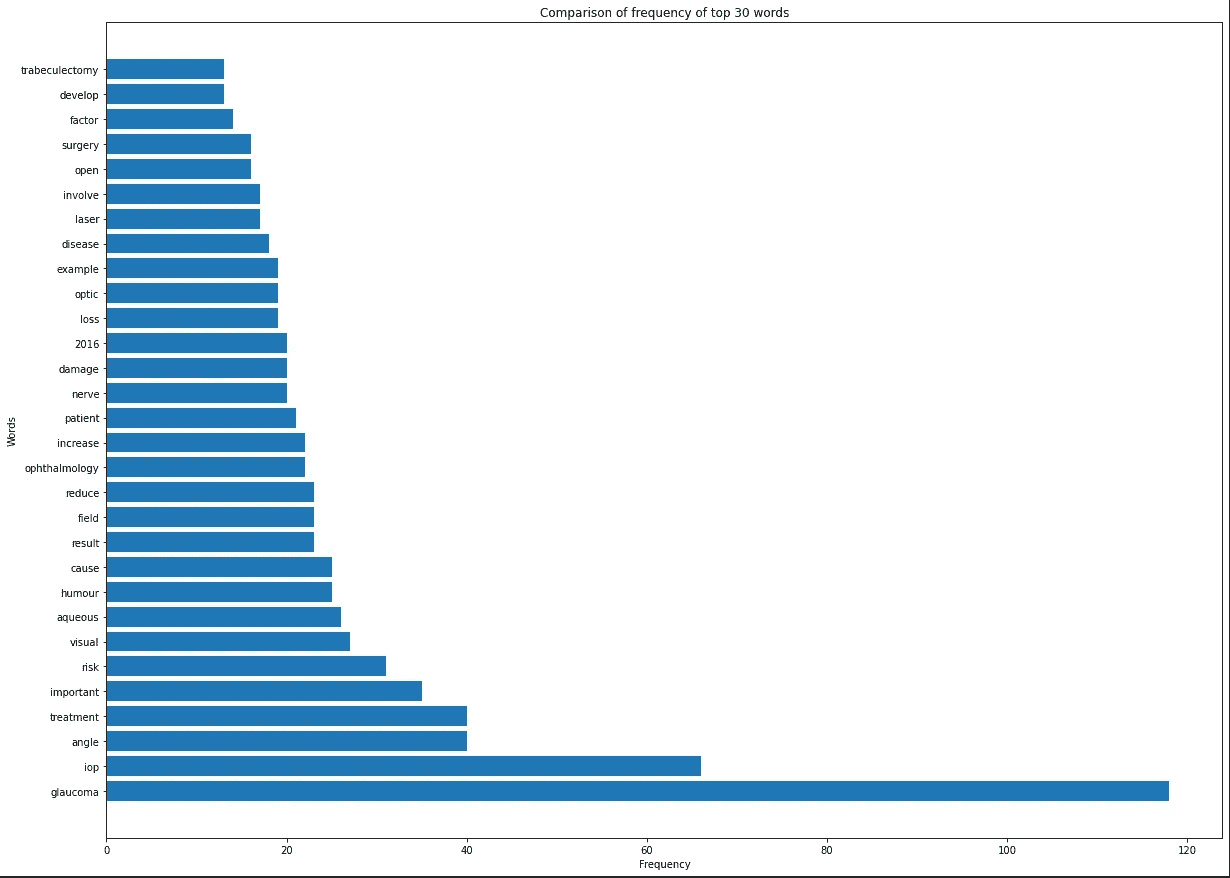 Comparison of frequency of top 30 words
trabeculectomy
develop
factor
surgery
open
involve
laser
disease
example
optic
loss
2016
damage
nerve
patient
increase
ophthalmology
reduce
field
result
cause
humour
aqueous
visual
risk
important
treatment
angle
iop
glaucoma
Words
0 20 40 60 80 100 120
Frequency